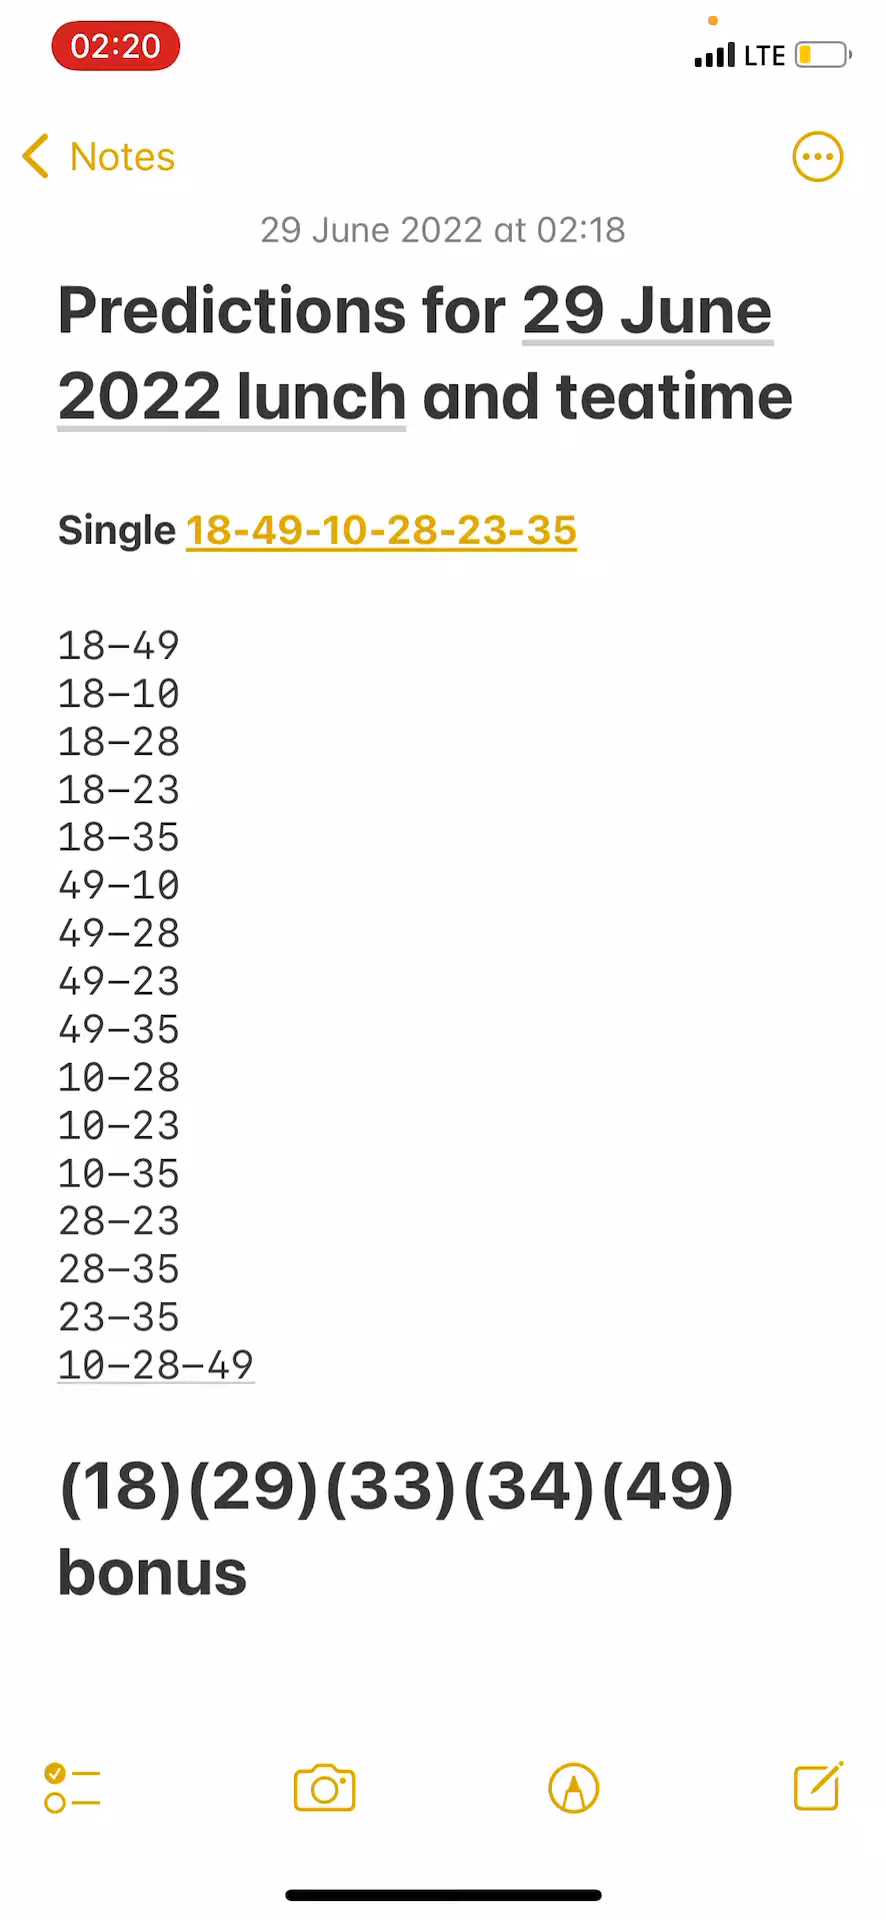 02:20
LTE
Notes
29 June 2022 at 02:18
Predictions for 29 June
2022 lunch and teatime
Single 18-49-10-28-23-35
18-49
18-10
18-28
18-23
18-35
49-10
49-28
49-23
49-35
10-28
10-23
10-35
28-23
28-35
23-35
10-28-49
(18)(29)(33)(34)(49)
bonus